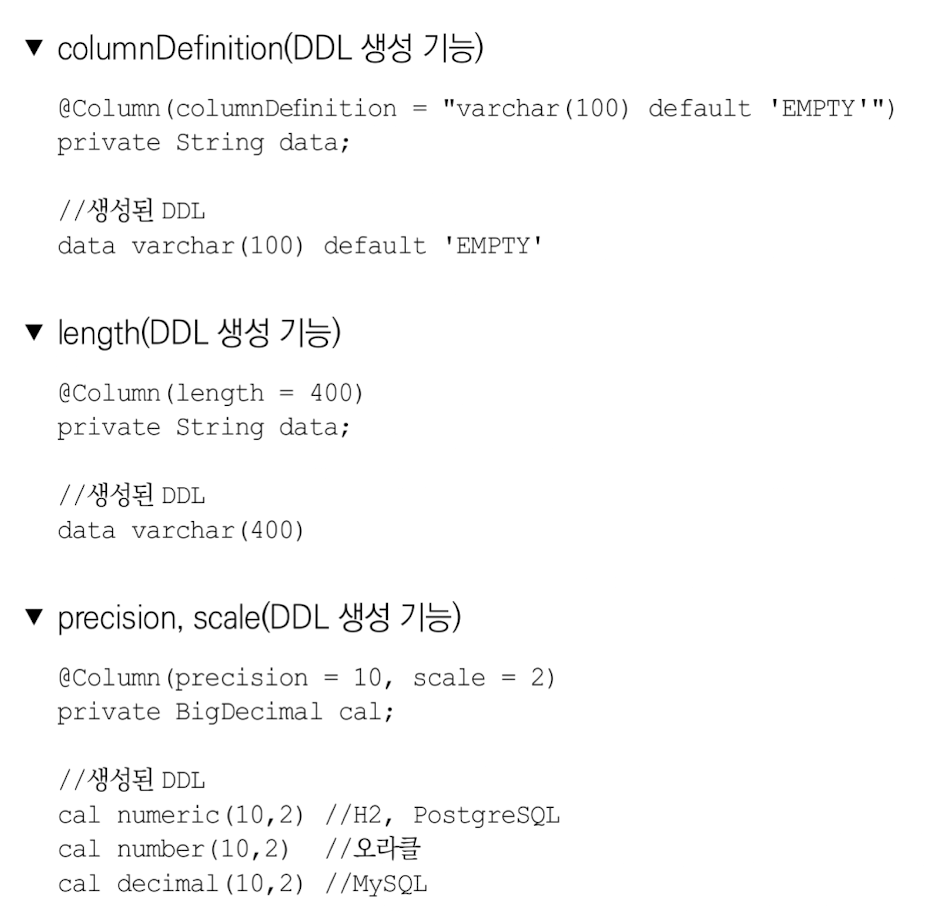 ▼ columnDefinition(DDL 생성 기능)
@Column(columnDefinition = "varchar(100) default 'EMPTY'")
private String data;
//생성된 DDL
data varchar(100) default 'EMPTY'
▼ length(DDL 생성 기능)
@Column(length = 400)
private String data;
//생성된 DDL
data varchar(400)
▼ precision, scale(DDL 생성 기능)
@Column(precision = 10, scale = 2)
private BigDecimal cal;
//생성된 DDL
cal numeric(10,2) //H2, PostgreSQL
cal number(10,2) //오라클
cal decimal(10,2) //MySQL